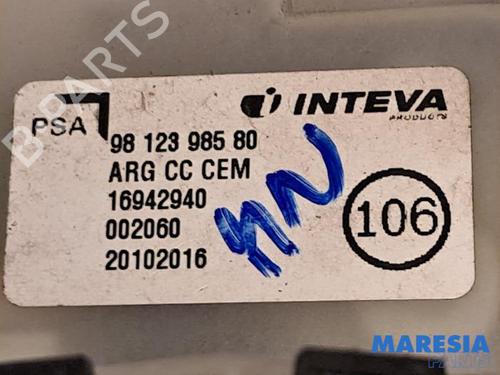 PSA
INTEVA
PRODUCTS
98 123 985 80
ARG CC CEM
16942940
002060
20102016
106
B-PARTS
MARESIA